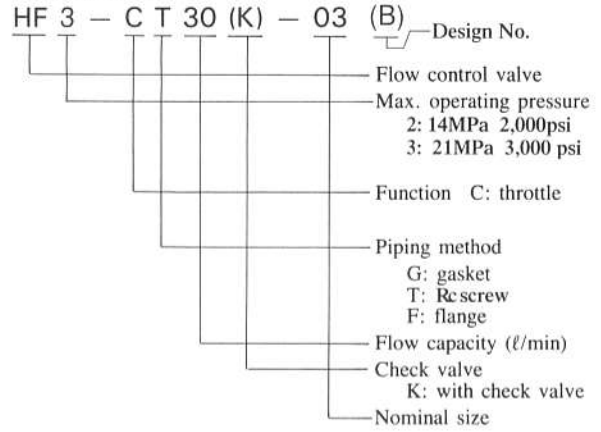 HF 3 – C T 30 (K) – 03 (B) Design No.
Flow control valve
Max. operating pressure
2: 14MPa 2,000psi
3: 21MPa 3,000 psi
Function C: throttle
Piping method
G: gasket
T: Rc screw
F: flange
Flow capacity (ℓ/min)
Check valve
K: with check valve
Nominal size